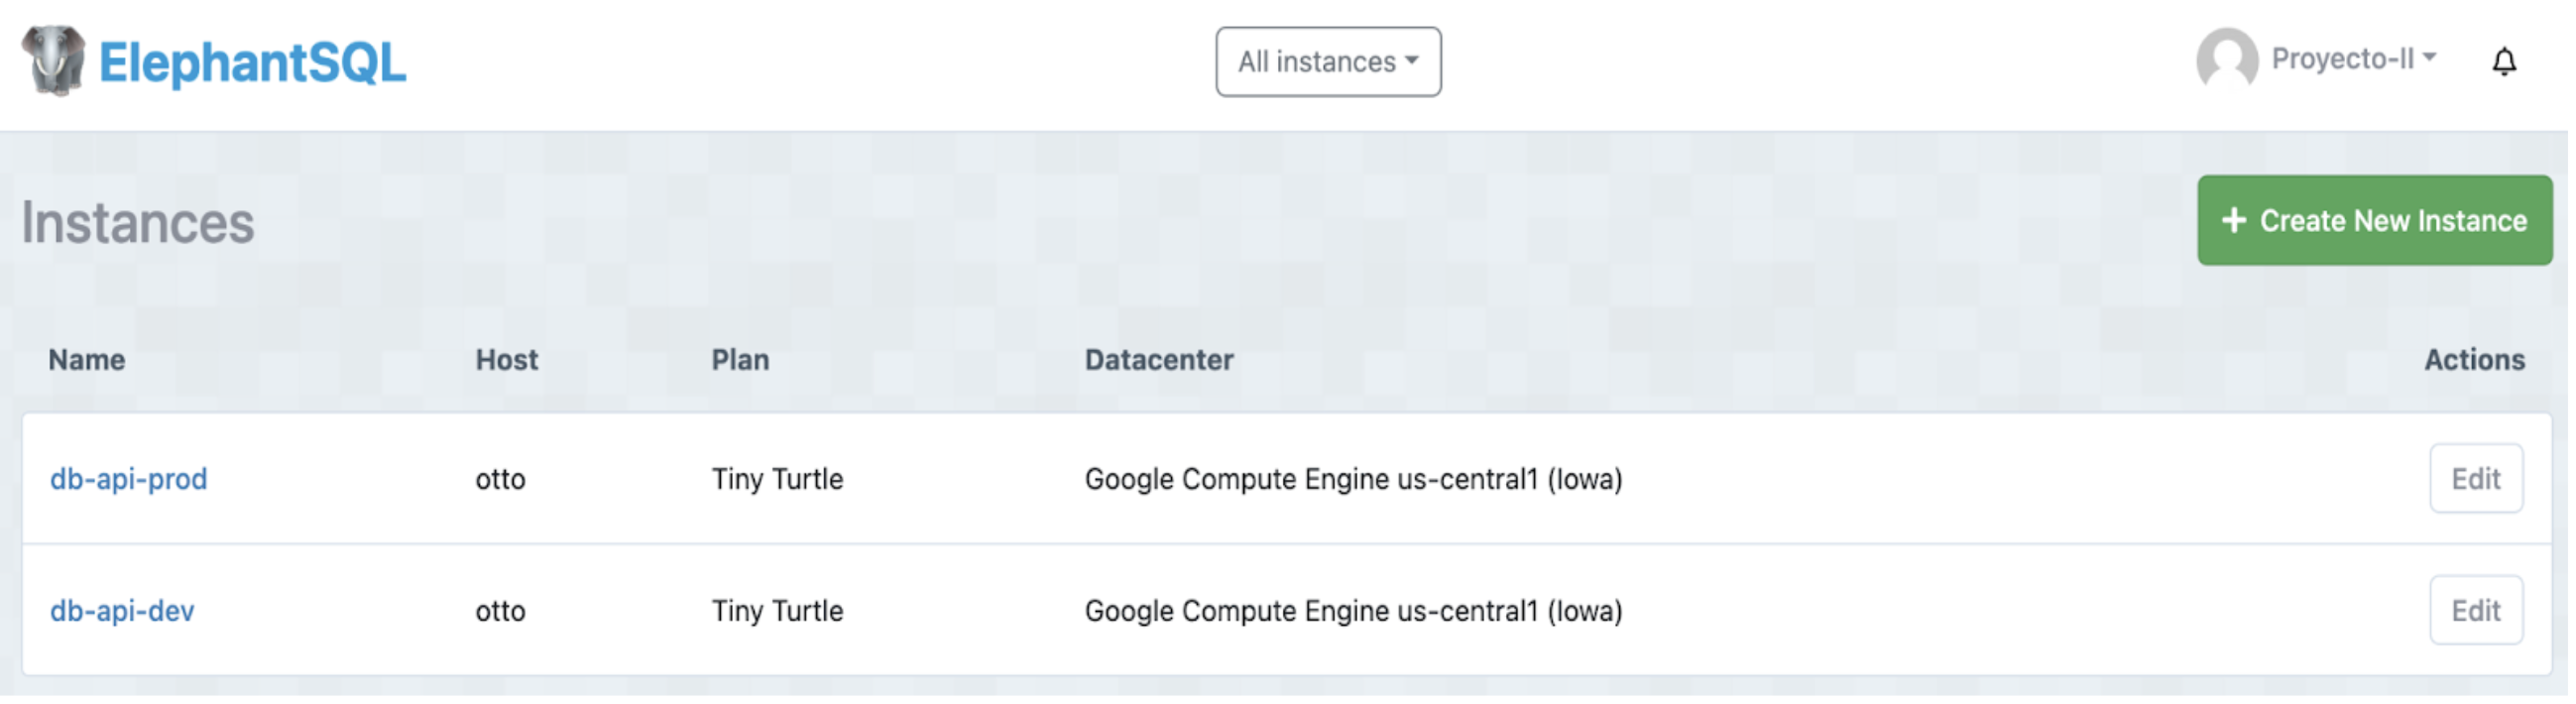 ElephantSQL All instances Proyecto-II
Instances + Create New Instance
Name Host Plan Datacenter Actions
db-api-prod otto Tiny Turtle Google Compute Engine us-central1 (Iowa) Edit
db-api-dev otto Tiny Turtle Google Compute Engine us-central1 (Iowa) Edit